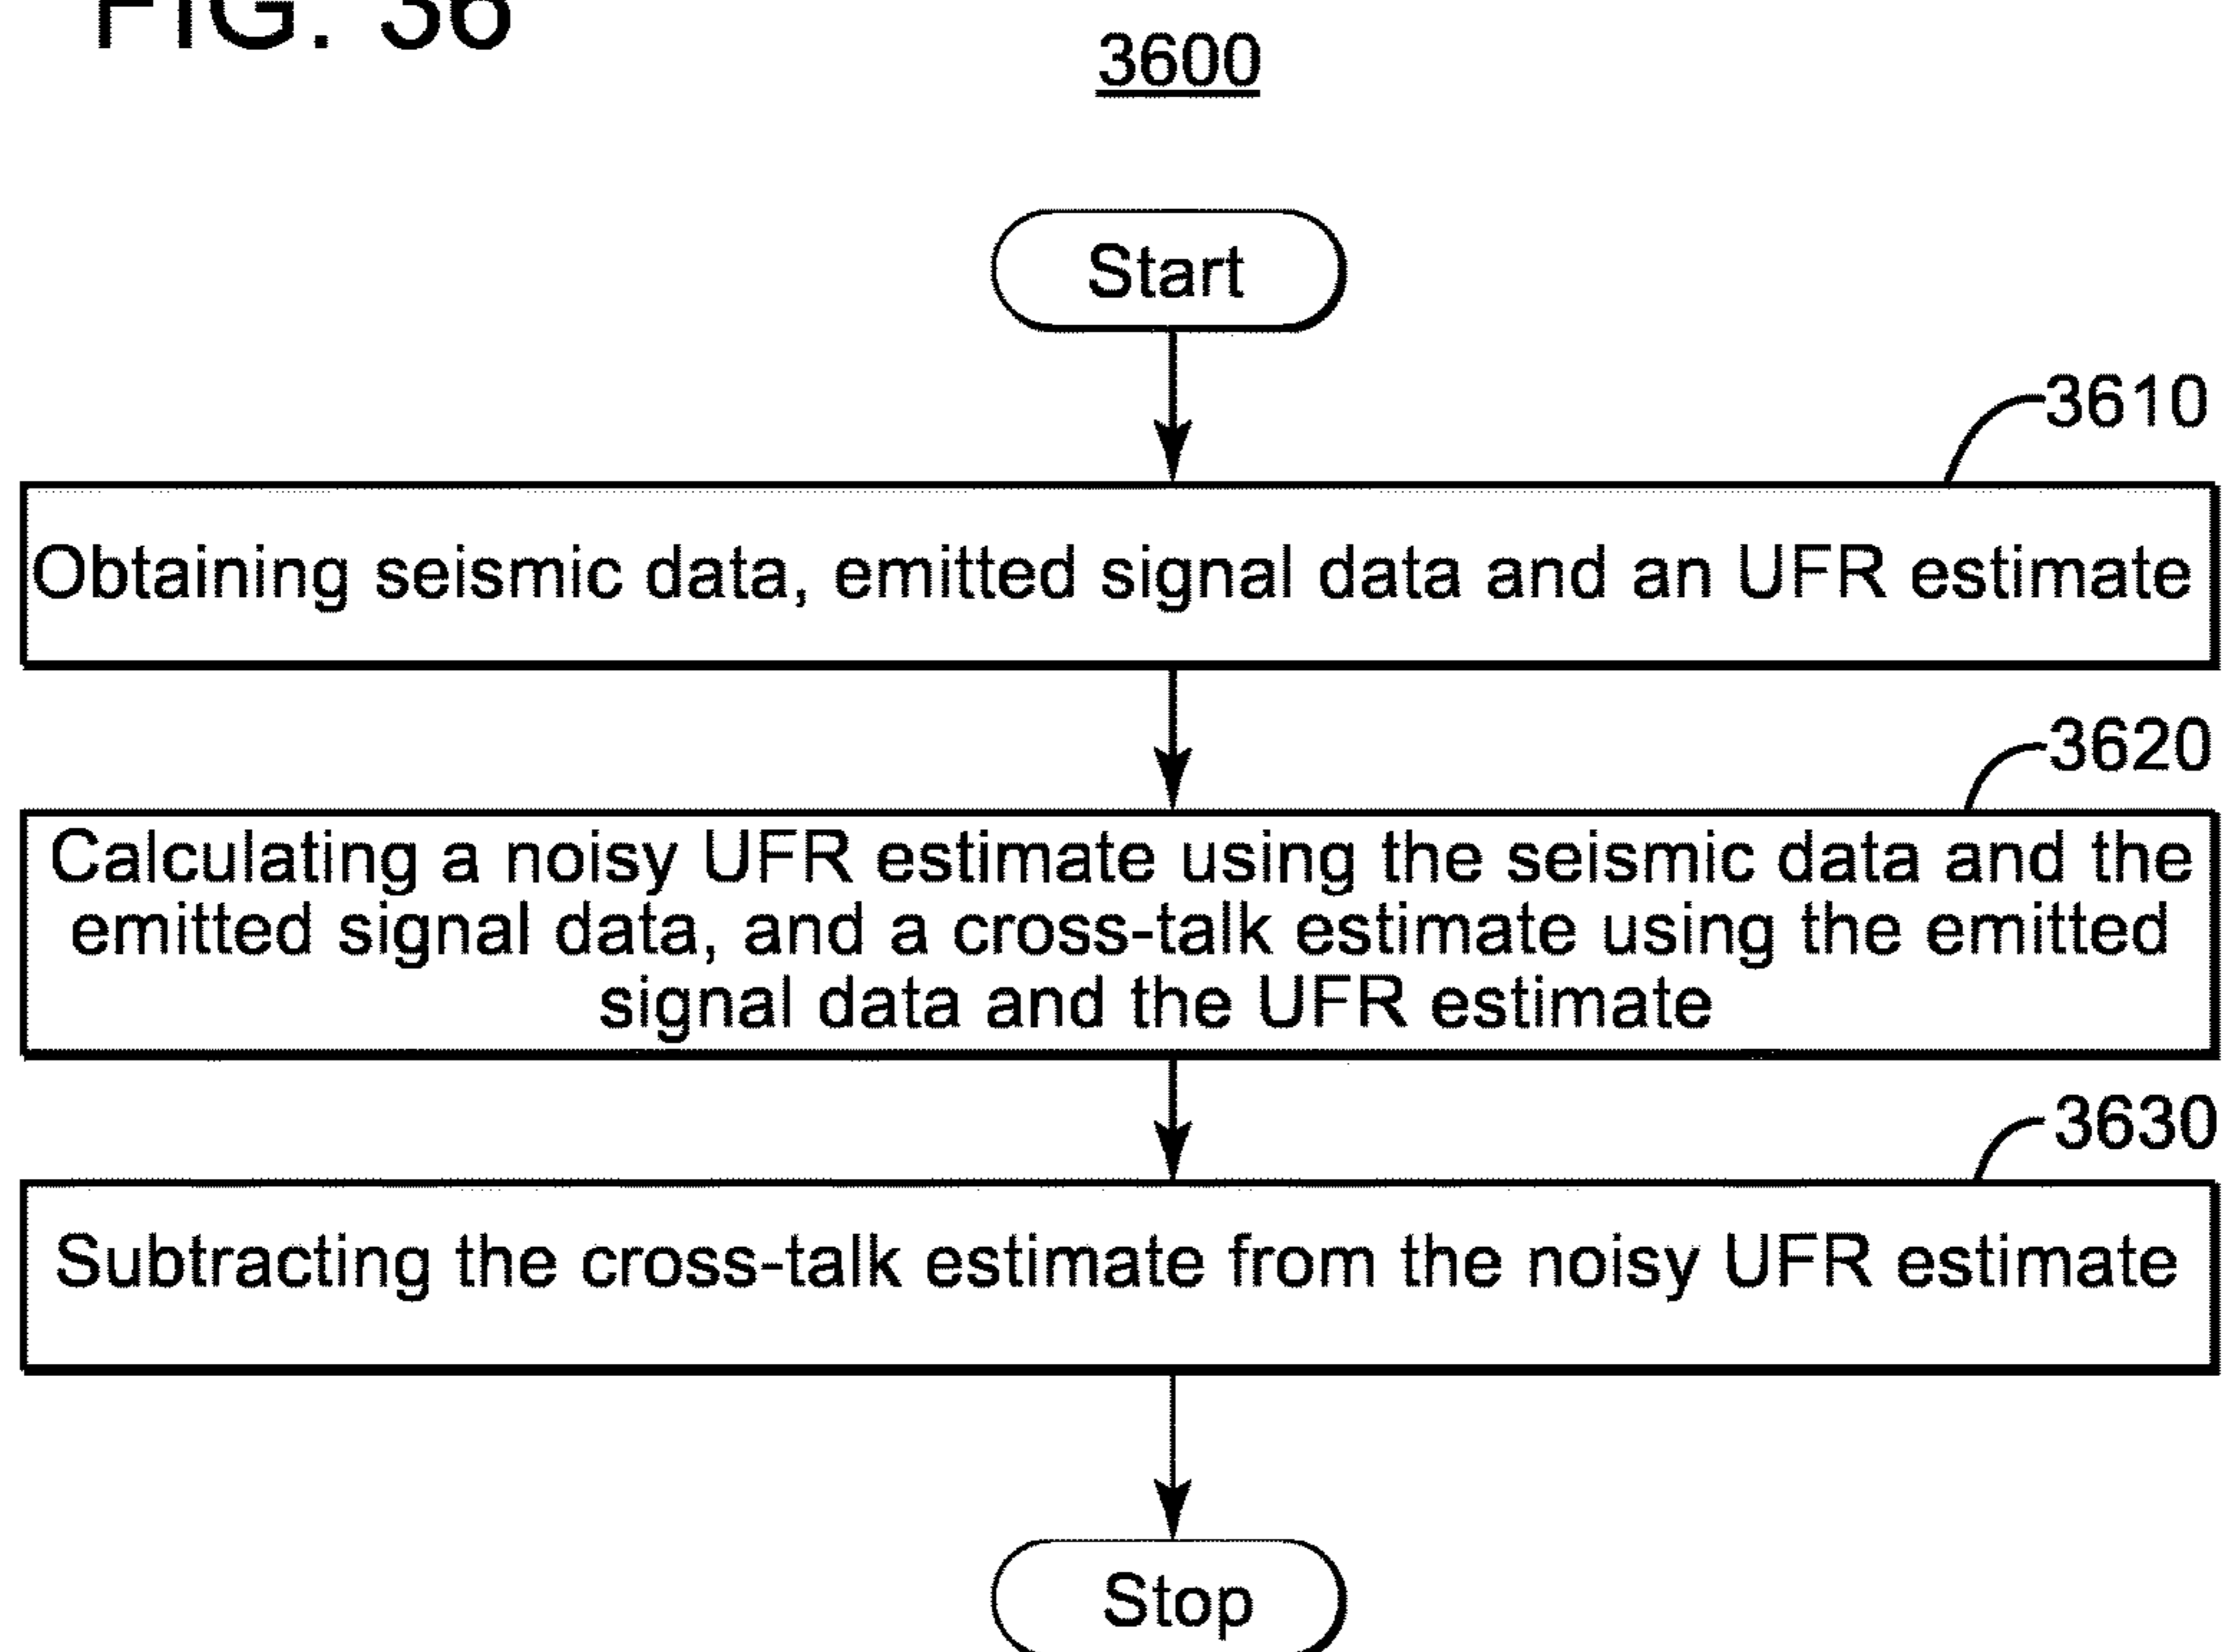 FIG. 36
3600
Start
3610
Obtaining seismic data, emitted signal data and an UFR estimate
3620
Calculating a noisy UFR estimate using the seismic data and the
emitted signal data, and a cross-talk estimate using the emitted
signal data and the UFR estimate
3630
Subtracting the cross-talk estimate from the noisy UFR estimate
Stop